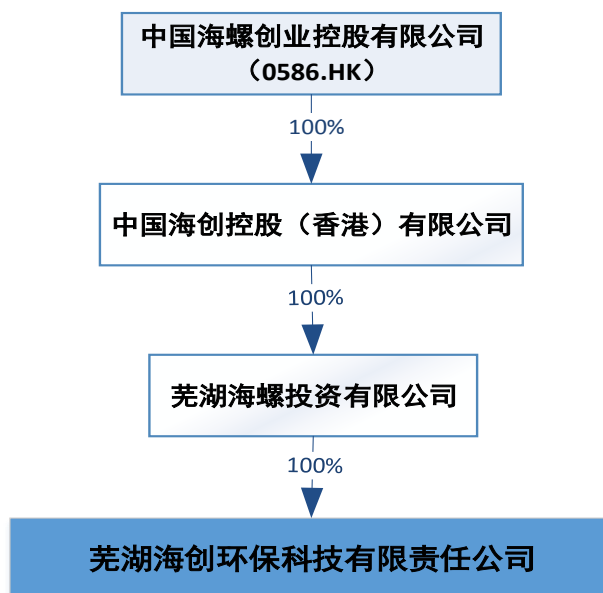 中国海螺创业控股有限公司
（0586.HK）
100%
中国海创控股（香港）有限公司
100%
芜湖海螺投资有限公司
100%
芜湖海创环保科技有限责任公司